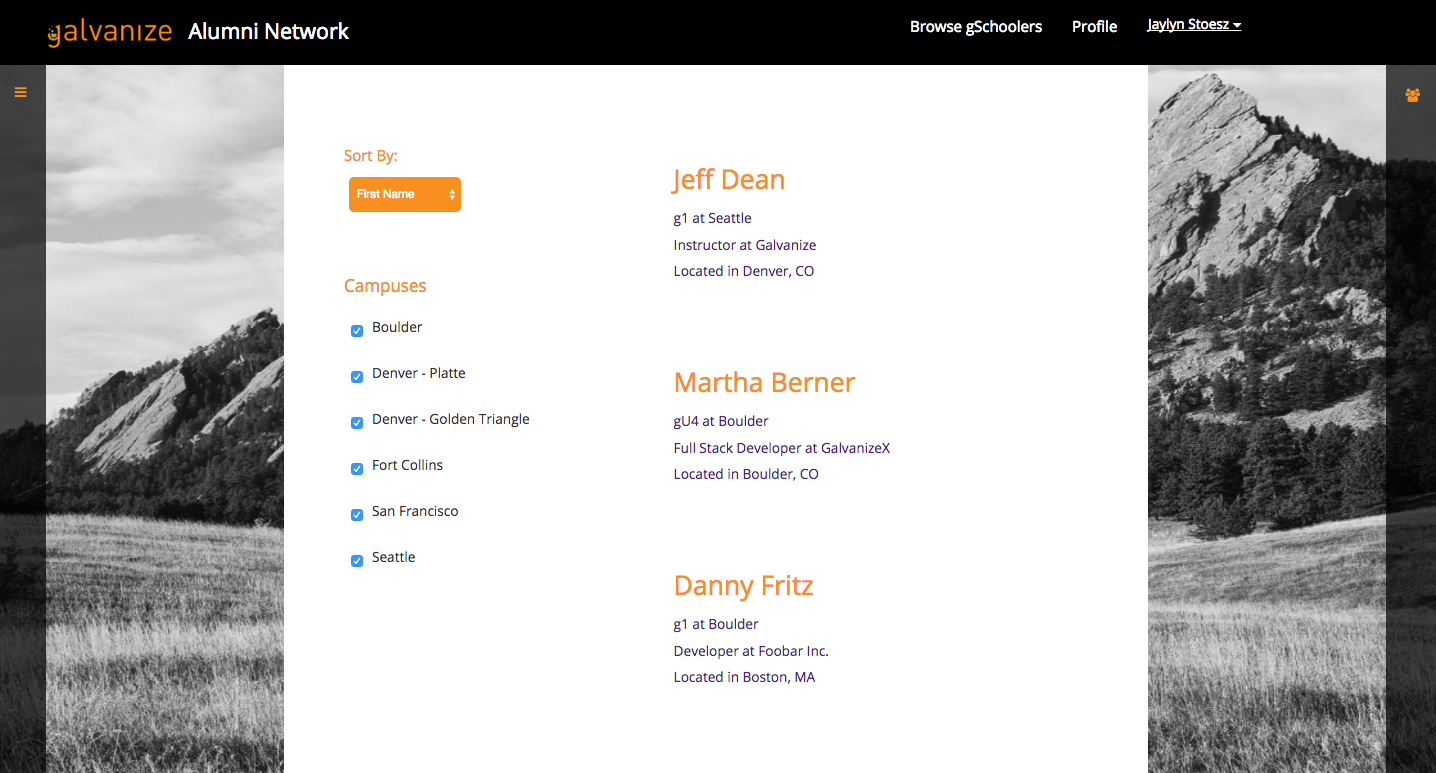 galvanize Alumni Network
Browse gSchoolers
Profile
Jaylyn Stoesz
Sort By:
First Name
Campuses
Boulder
Denver - Platte
Denver - Golden Triangle
Fort Collins
San Francisco
Seattle
Jeff Dean
g1 at Seattle
Instructor at Galvanize
Located in Denver, CO
Martha Berner
gU4 at Boulder
Full Stack Developer at GalvanizeX
Located in Boulder, CO
Danny Fritz
g1 at Boulder
Developer at Foobar Inc.
Located in Boston, MA